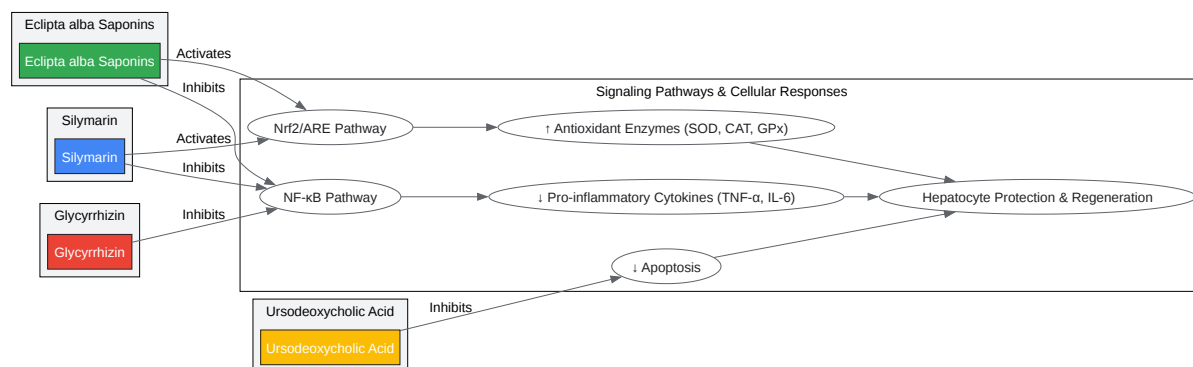 Eclipta alba Saponins
Eclipta alba Saponins
Activates
Inhibits
Silymarin
Silymarin
Activates
Inhibits
Glycyrrhizin
Glycyrrhizin
Inhibits
Signaling Pathways & Cellular Responses
Nrf2/ARE Pathway
↑ Antioxidant Enzymes (SOD, CAT, GPx)
NF-κB Pathway
↓ Pro-inflammatory Cytokines (TNF-α, IL-6)
Hepatocyte Protection & Regeneration
↓ Apoptosis
Ursodeoxycholic Acid
Ursodeoxycholic Acid
Inhibits